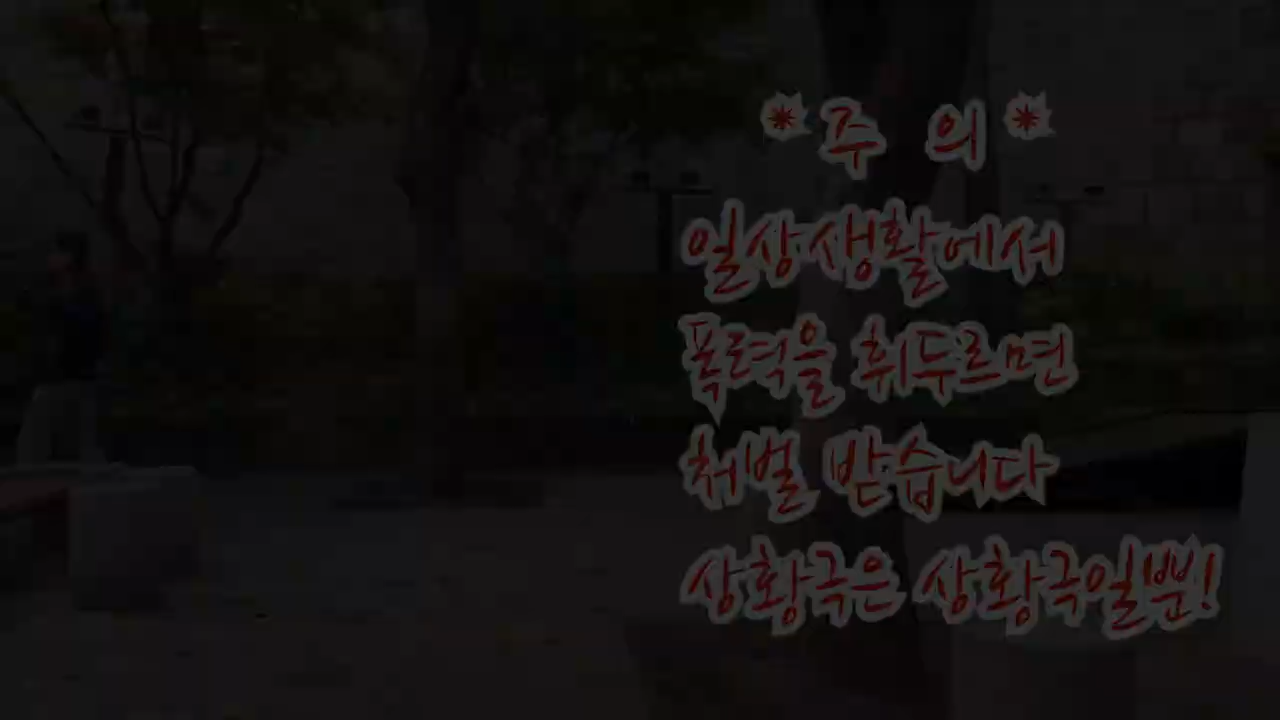 * 주 의 *
일상생활에서
폭력을 휘두르면
처벌 받습니다
상황극은 상황극일뿐!